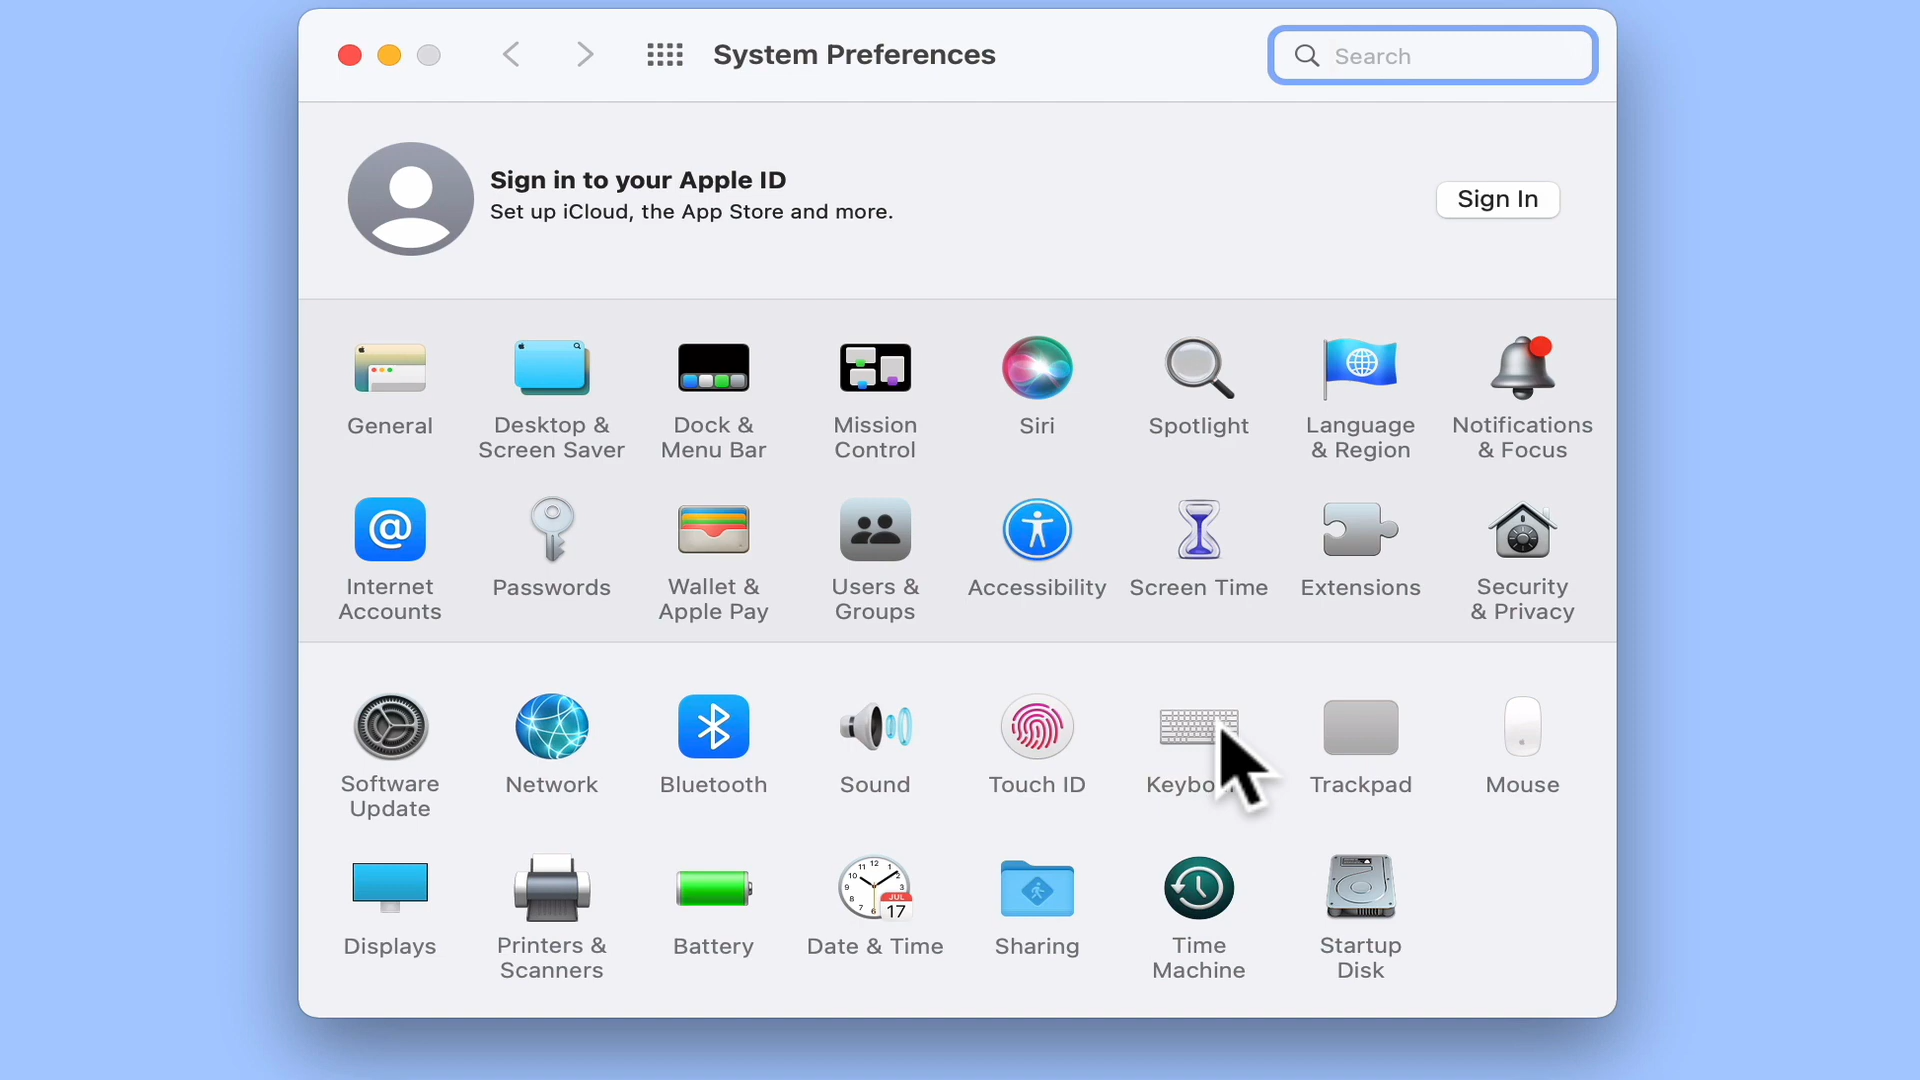 System Preferences
Search
Sign in to your Apple ID
Set up iCloud, the App Store and more.
Sign In
General
Desktop &
Screen Saver
Dock &
Menu Bar
Mission
Control
Siri
Spotlight
Language
& Region
Notifications
& Focus
Internet
Accounts
Passwords
Wallet &
Apple Pay
Users &
Groups
Accessibility
Screen Time
Extensions
Security
& Privacy
Software
Update
Network
Bluetooth
Sound
Touch ID
Trackpad
Mouse
Displays
Printers &
Scanners
Battery
JUL
17
Date & Time
Sharing
Time
Machine
Startup
Disk